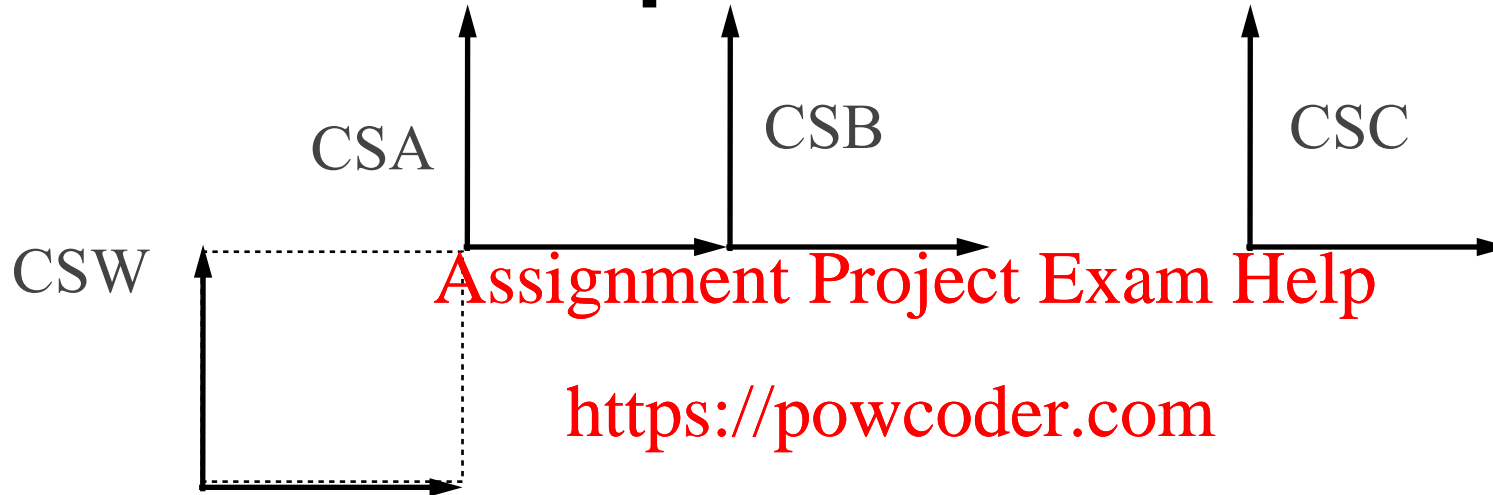 CSB
CSC
CSA
CSW
Assignment Project Exam Help
https://powcoder.com